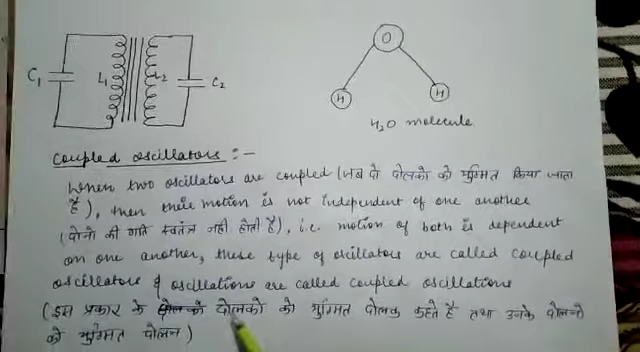 C1 L1 L2 C2
O
H H
H2O molecule
Coupled oscillators :-
When two oscillators are coupled (जब दो दोलको को युग्मित किया जाता
है), then their motion is not independent of one another
(दोनो की गति स्वतंत्र नही होती है), i.e. motion of both is dependent
on one another, these type of oscillators are called coupled
oscillators & oscillations are called coupled oscillations
(इस प्रकार के दोलको को युग्मित दोलक कहते है तथा उनके दोलनो
को युग्मित दोलन)